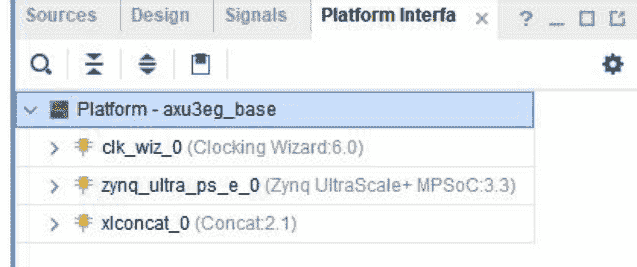 Sources Design Signals Platform Interfa × ?
Platform - axu3eg_base
clk_wiz_0 (Clocking Wizard:6.0)
zynq_ultra_ps_e_0 (Zynq UltraScale+ MPSoC:3.3)
xlconcat_0 (Concat:2.1)